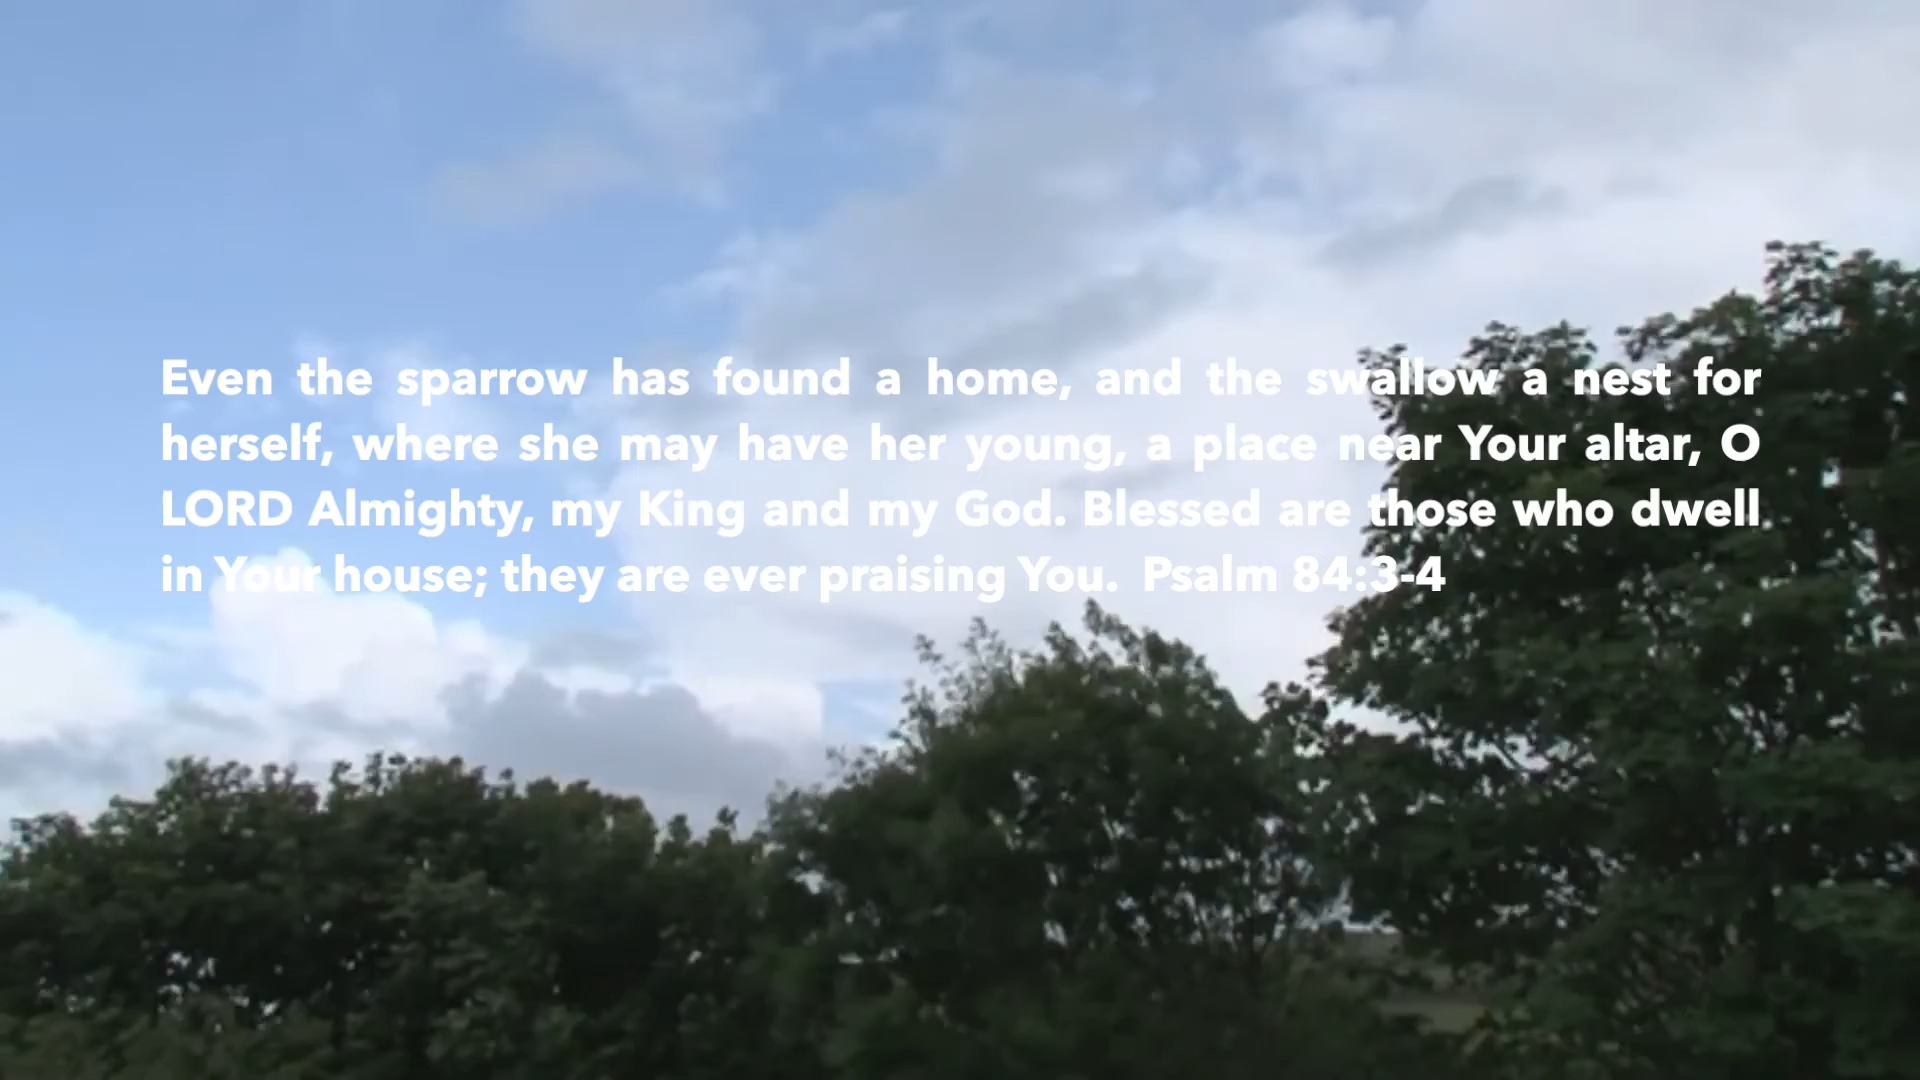 Even the sparrow has found a home, and the swallow a nest for
herself, where she may have her young, a place near Your altar, O
LORD Almighty, my King and my God. Blessed are those who dwell
in Your house; they are ever praising You. Psalm 84:3-4